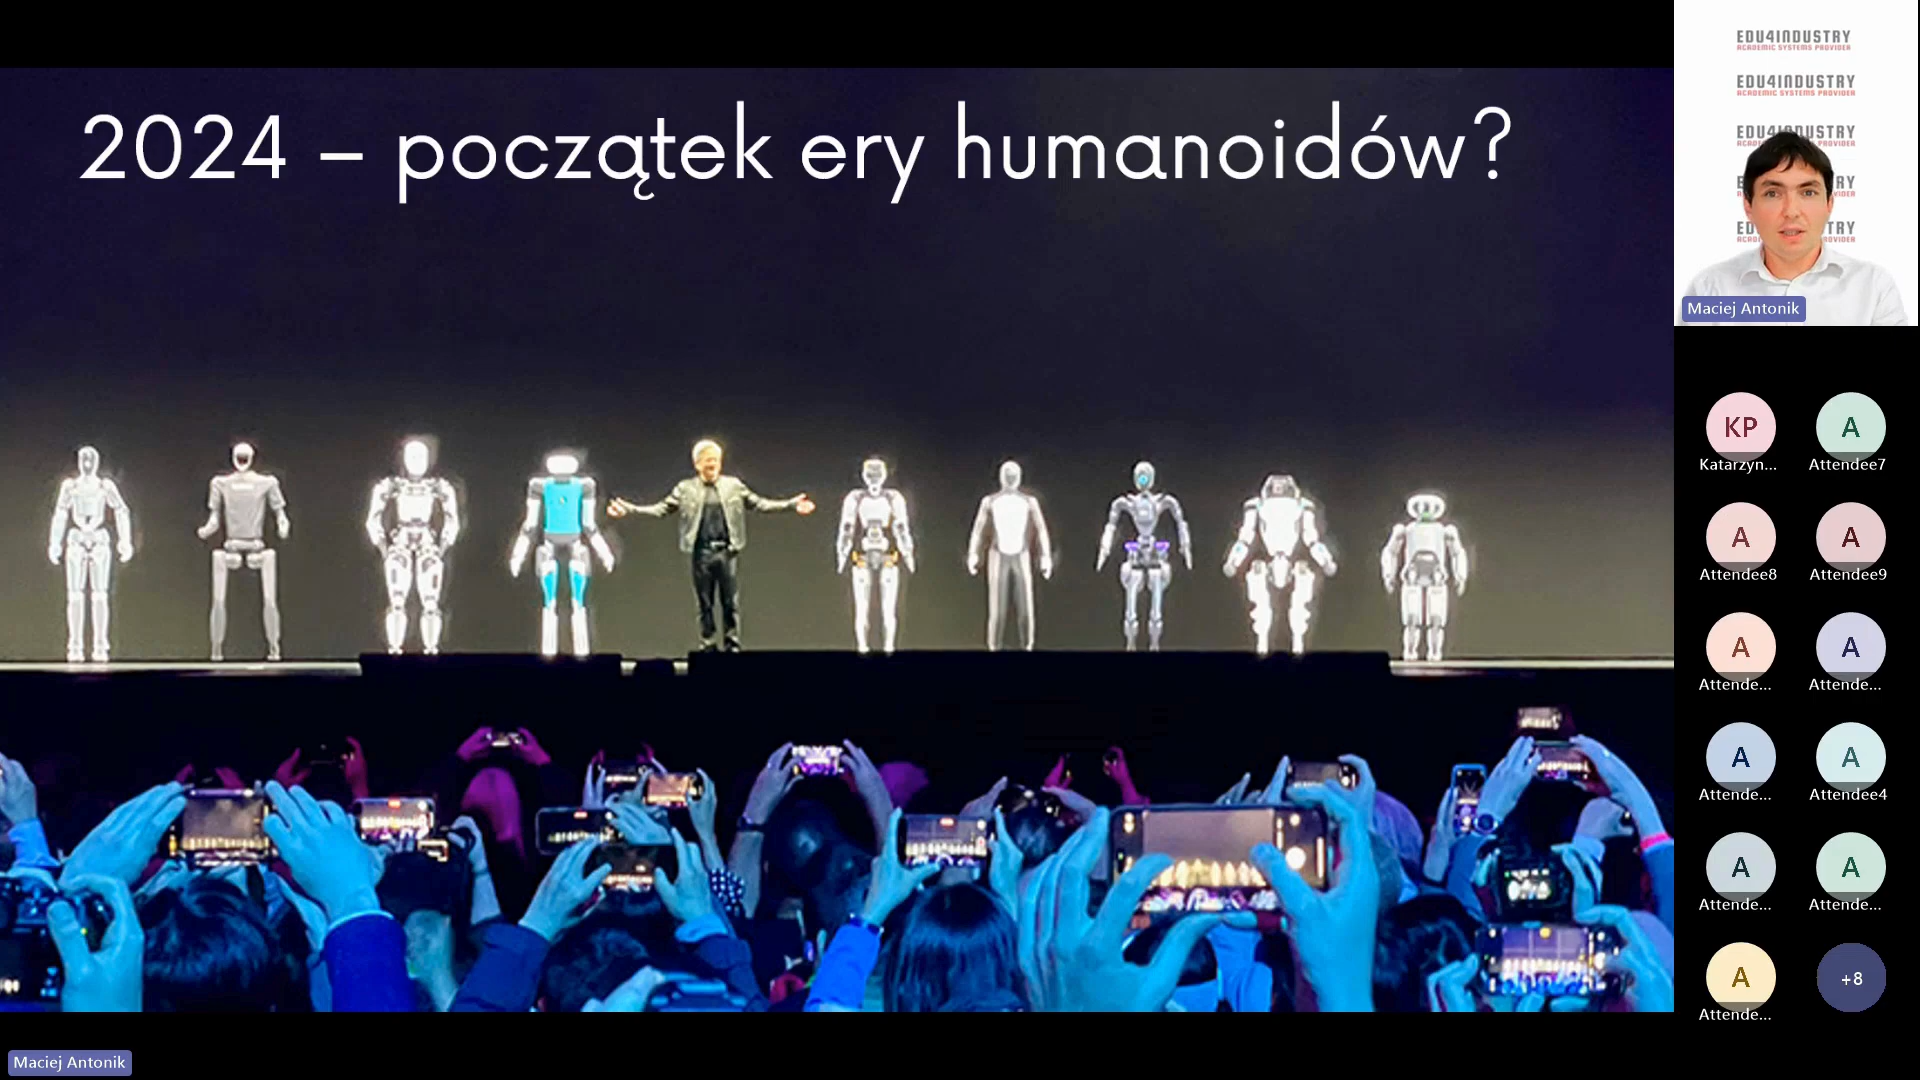 2024 – początek ery humanoidów?
EDU4INDUSTRY
ACADEMIC SYSTEMS PROVIDER
EDU4INDUSTRY
ACADEMIC SYSTEMS PROVIDER
EDU4INDUSTRY
Maciej Antonik
KP
Katarzyn...
A
Attendee7
A
Attendee8
A
Attendee9
A
Attende...
A
Attende...
A
Attende...
A
Attendee4
A
Attende...
A
Attende...
A
Attende...
+8
Maciej Antonik